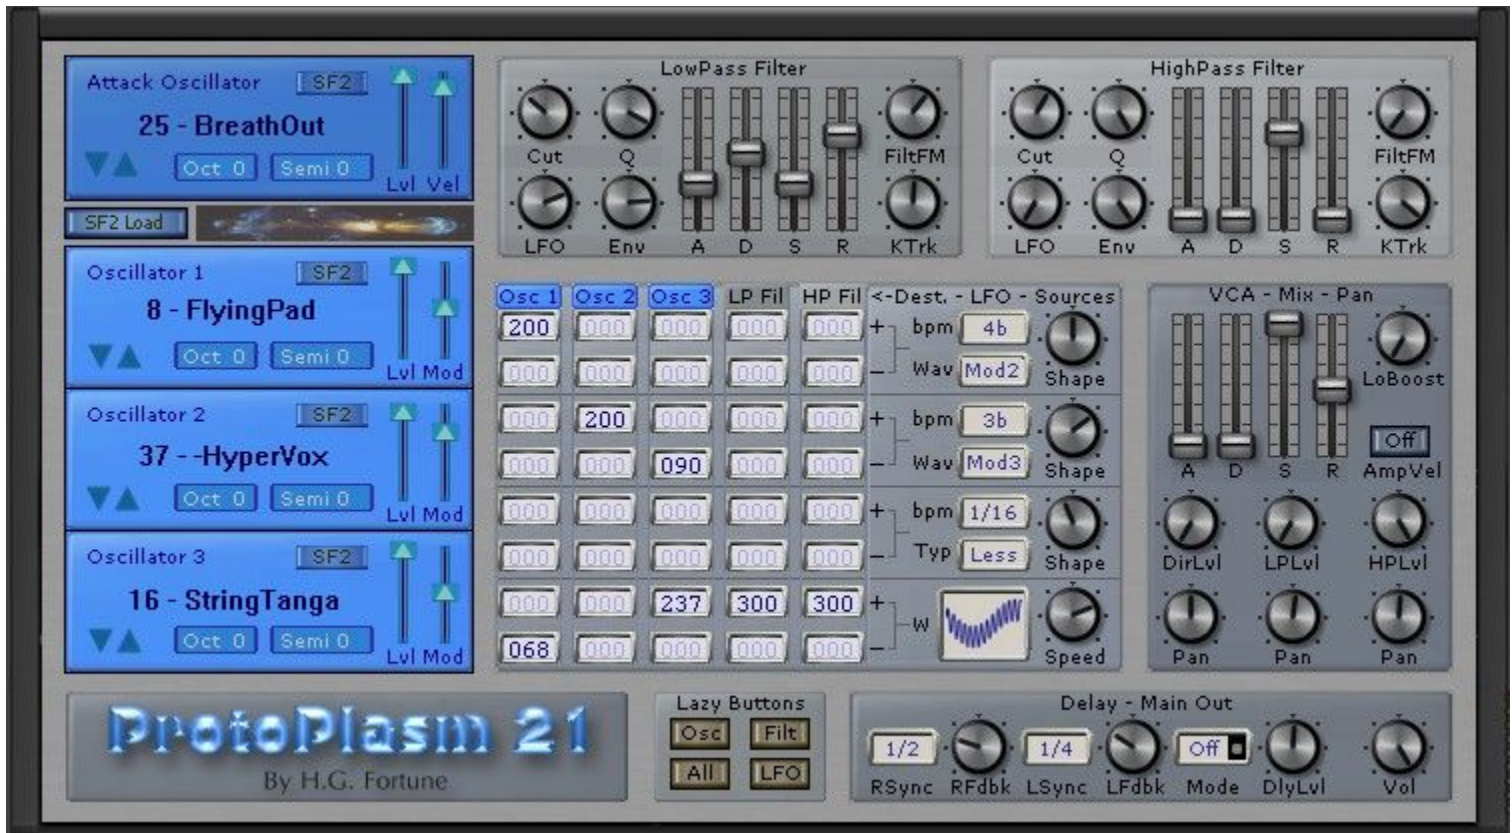 Attack Oscillator SF2
25 - BreathOut
Oct 0 Semi 0
Lvl Vel
SF2 Load
Oscillator 1 SF2
8 - FlyingPad
Oct 0 Semi 0
Lvl Mod
Oscillator 2 SF2
37 - -HyperVox
Oct 0 Semi 0
Lvl Mod
Oscillator 3 SF2
16 - StringTanga
Oct 0 Semi 0
Lvl Mod
LowPass Filter
Cut Q FiltFM
LFO Env A D S R KTrk
HighPass Filter
Cut Q FiltFM
LFO Env A D S R KTrk
Osc 1 Osc 2 Osc 3 LP Fil HP Fil <-Dest. - LFO - Sources
200 000 000 000 000 + bpm 4b
000 000 000 000 000 - Wav Mod2 Shape
000 200 000 000 000 + bpm 3b
000 000 090 000 000 - Wav Mod3 Shape
000 000 000 000 000 + bpm 1/16
000 000 000 000 000 - Typ Less Shape
000 000 237 300 300 + W
068 000 000 000 000 - Speed
VCA - Mix - Pan
LoBoost
Off
A D S R AmpVel
DirLvl LPLvl HPLvl
Pan Pan Pan
ProtoPlasm 21
By H.G. Fortune
Lazy Buttons
Osc Filt
All LFO
Delay - Main Out
1/2 1/4 Off
RSync RFdbk LSync LFdbk Mode DlyLvl Vol